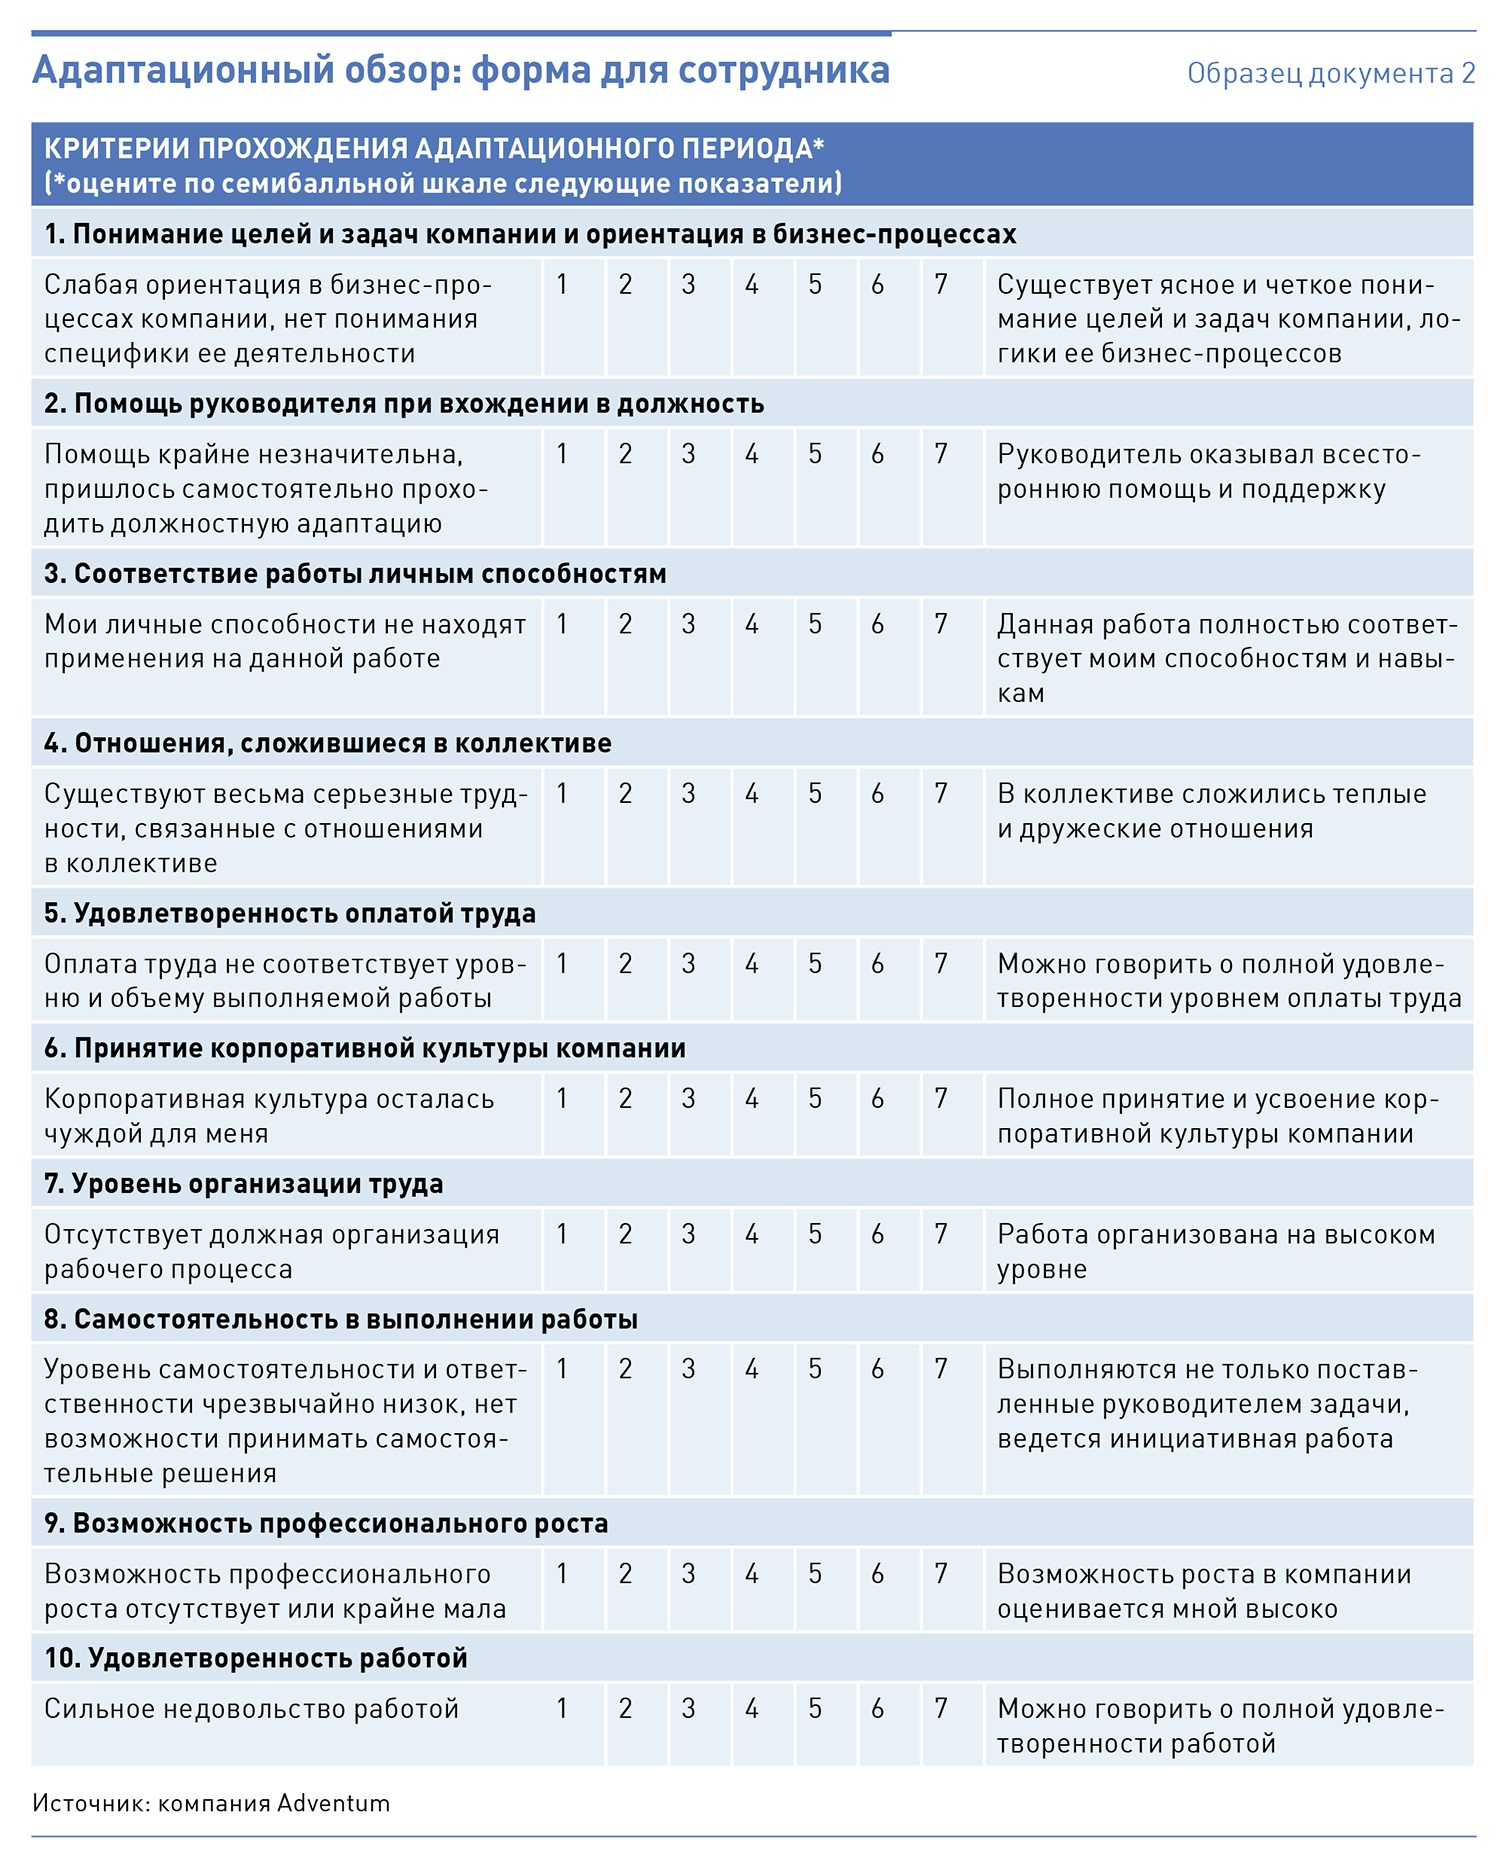 Адаптационный обзор: форма для сотрудника
Образец документа 2
КРИТЕРИИ ПРОХОЖДЕНИЯ АДАПТАЦИОННОГО ПЕРИОДА*
(*оцените по семибалльной шкале следующие показатели)
1. Понимание целей и задач компании и ориентация в бизнес-процессах
Слабая ориентация в бизнес-про-
цессах компании, нет понимания
специфики ее деятельности
1 2 3 4 5 6 7
Существует ясное и четкое пони-
мание целей и задач компании, ло-
гики ее бизнес-процессов
2. Помощь руководителя при вхождении в должность
Помощь крайне незначительна,
пришлось самостоятельно прохо-
дить должностную адаптацию
1 2 3 4 5 6 7
Руководитель оказывал всесто-
роннюю помощь и поддержку
3. Соответствие работы личным способностям
Мои личные способности не находят
применения на данной работе
1 2 3 4 5 6 7
Данная работа полностью соответ-
ствует моим способностям и навы-
кам
4. Отношения, сложившиеся в коллективе
Существуют весьма серьезные труд-
ности, связанные с отношениями
в коллективе
1 2 3 4 5 6 7
В коллективе сложились теплые
и дружеские отношения
5. Удовлетворенность оплатой труда
Оплата труда не соответствует уров-
ню и объему выполняемой работы
1 2 3 4 5 6 7
Можно говорить о полной удовле-
творенности уровнем оплаты труда
6. Принятие корпоративной культуры компании
Корпоративная культура осталась
чуждой для меня
1 2 3 4 5 6 7
Полное принятие и усвоение кор-
поративной культуры компании
7. Уровень организации труда
Отсутствует должная организация
рабочего процесса
1 2 3 4 5 6 7
Работа организована на высоком
уровне
8. Самостоятельность в выполнении работы
Уровень самостоятельности и ответ-
ственности чрезвычайно низок, нет
возможности принимать самостоя-
тельные решения
1 2 3 4 5 6 7
Выполняются не только постав-
ленные руководителем задачи,
ведется инициативная работа
9. Возможность профессионального роста
Возможность профессионального
роста отсутствует или крайне мала
1 2 3 4 5 6 7
Возможность роста в компании
оценивается мной высоко
10. Удовлетворенность работой
Сильное недовольство работой
1 2 3 4 5 6 7
Можно говорить о полной удовле-
творенности работой
Источник: компания Adventum